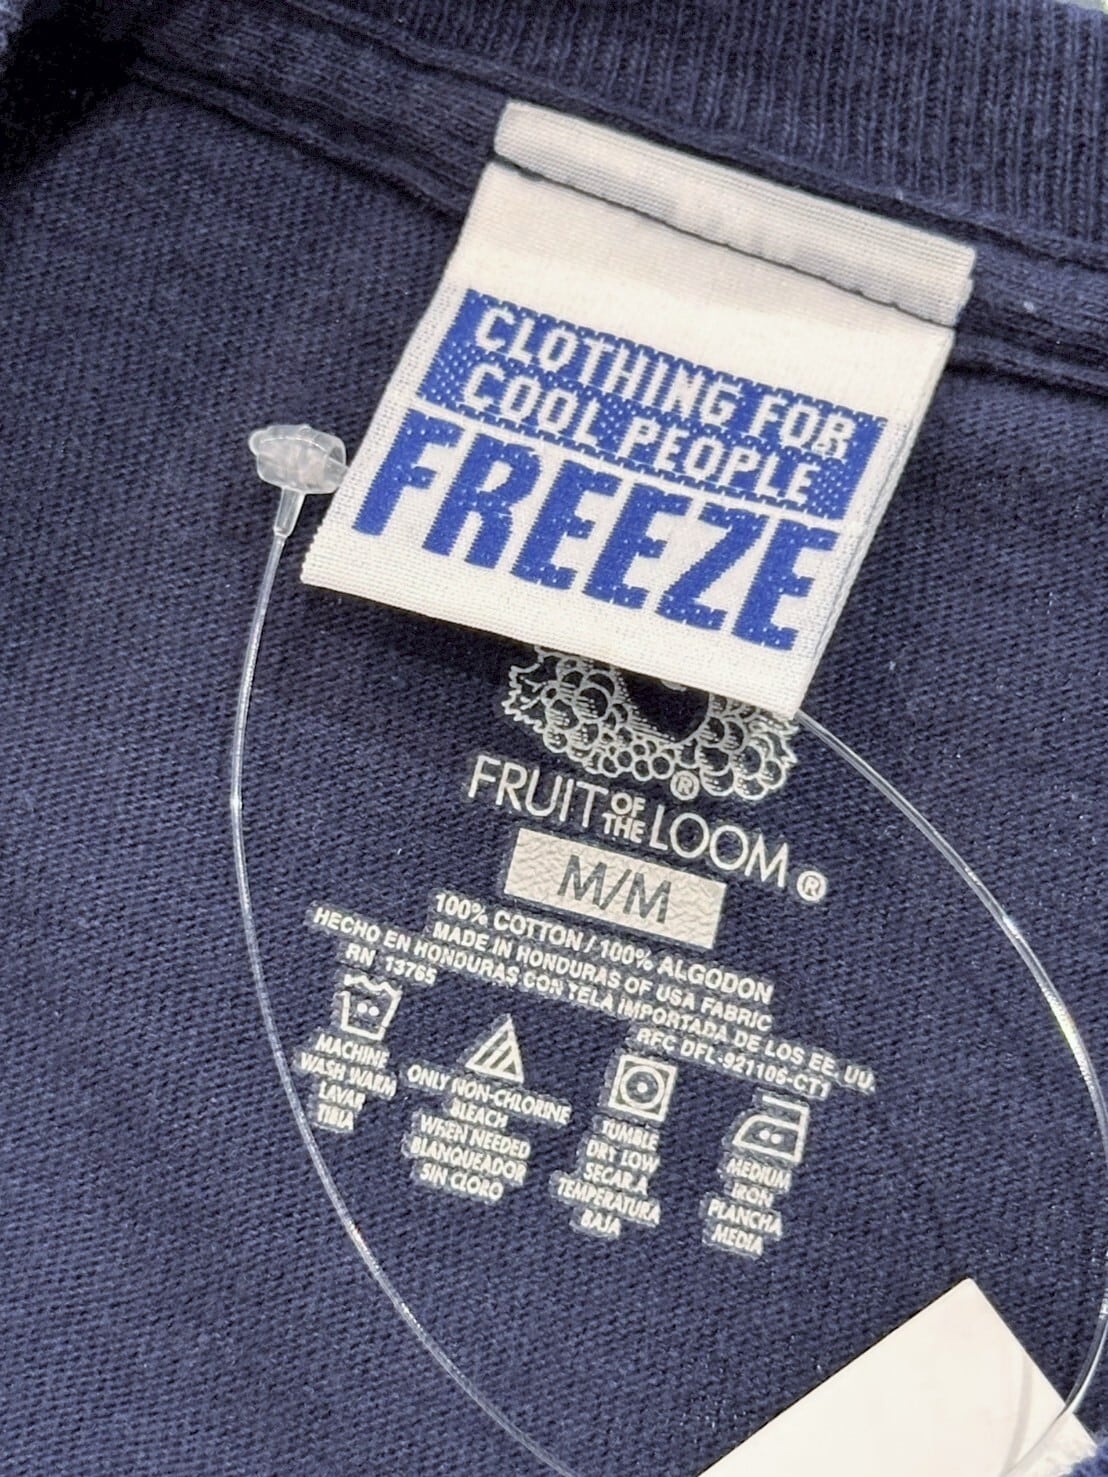 CLOTHING FOR
COOL PEOPLE
FREEZE
®
FRUIT OF THE LOOM®
M/M
100% COTTON / 100% ALGODON
MADE IN HONDURAS OF USA FABRIC
HECHO EN HONDURAS CON TELA IMPORTADA DE LOS EE. UU.
RN 13765
RFC DFL-921106-CT1
MACHINE
WASH WARM
LAVAR
TIBIA
ONLY NON-CHLORINE
BLEACH
WHEN NEEDED
BLANQUEADOR
SIN CLORO
TUMBLE
DRY LOW
SECAR A
TEMPERATURA
BAJA
MEDIUM
IRON
PLANCHA
MEDIA